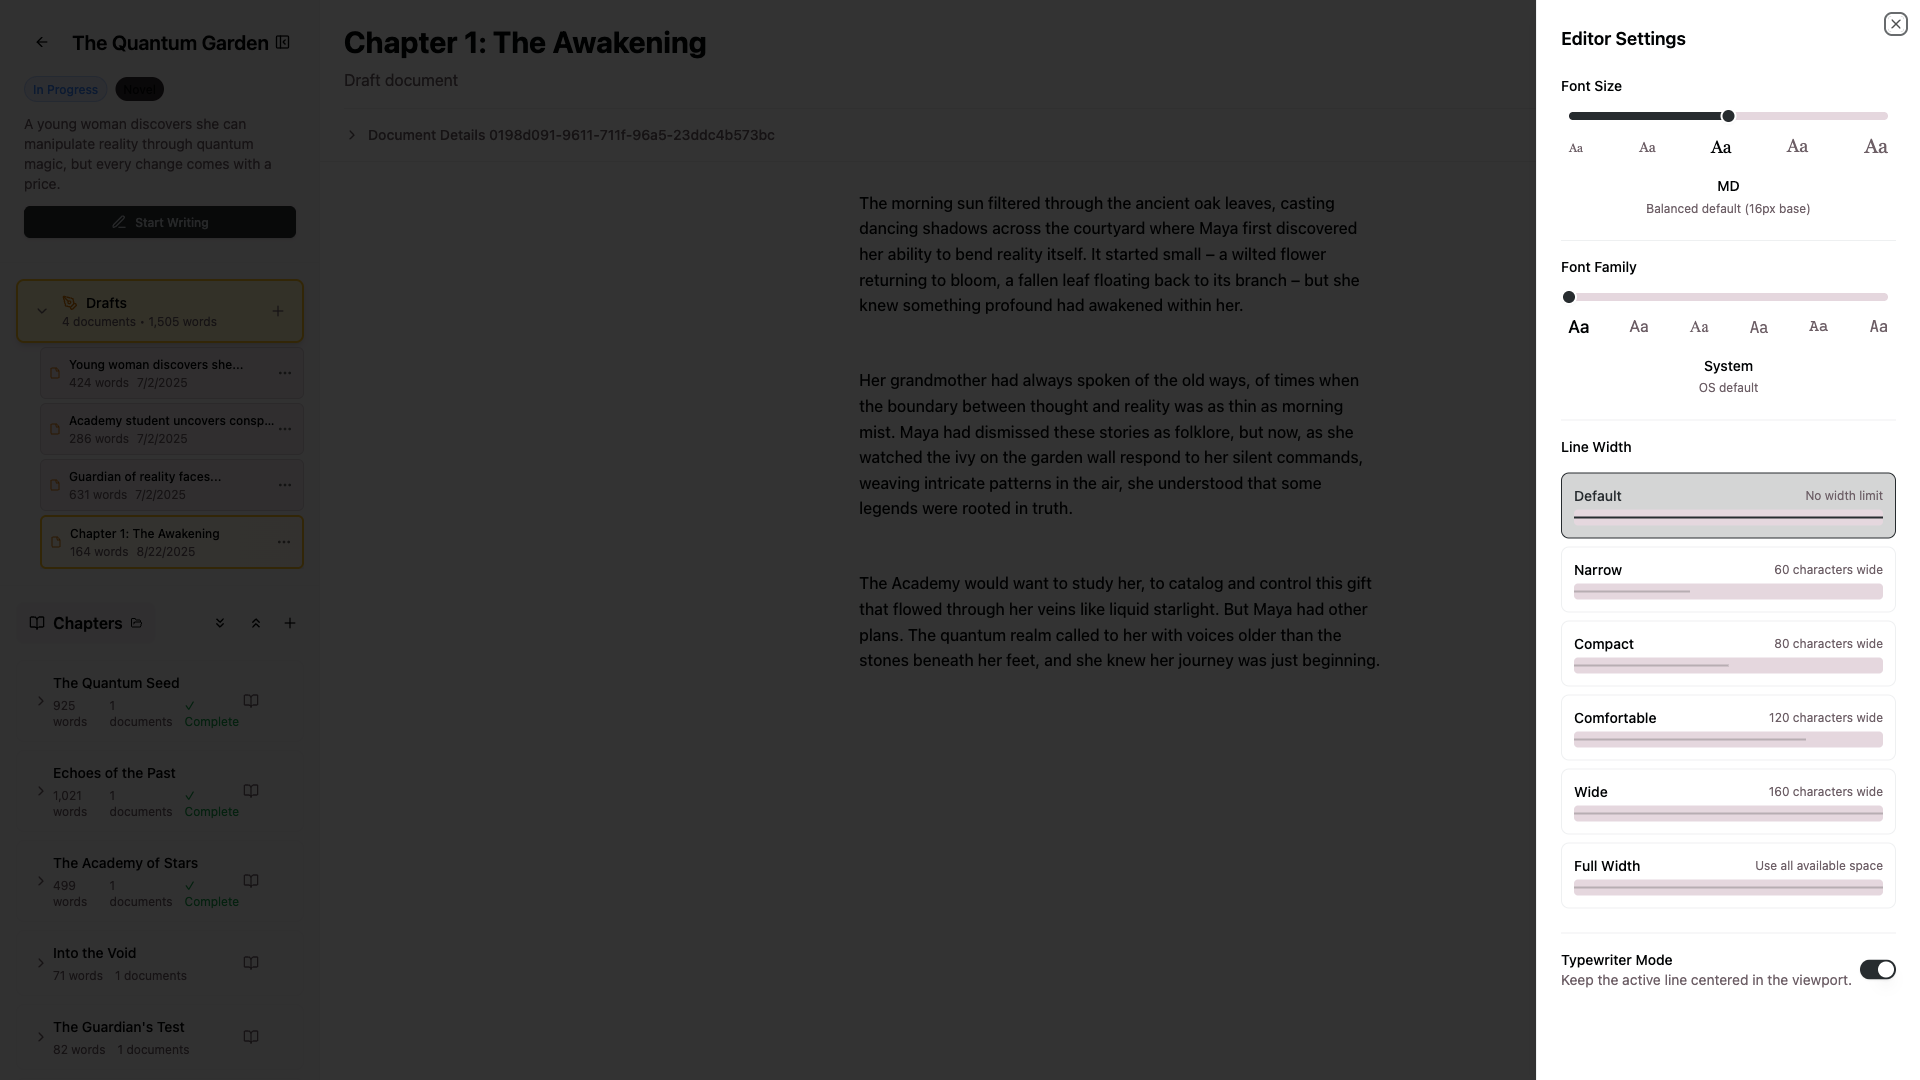 The Quantum Garden
In Progress
Novel
A young woman discovers she can
manipulate reality through quantum
magic, but every change comes with a
price.
Start Writing
Drafts
4 documents • 1,505 words
Young woman discovers she...
424 words 7/2/2025
Academy student uncovers consp...
286 words 7/2/2025
Guardian of reality faces...
631 words 7/2/2025
Chapter 1: The Awakening
164 words 8/22/2025
Chapters
The Quantum Seed
925 words 1 documents ✓ Complete
Echoes of the Past
1,021 words 1 documents ✓ Complete
The Academy of Stars
499 words 1 documents ✓ Complete
Into the Void
71 words 1 documents
The Guardian's Test
82 words 1 documents
Chapter 1: The Awakening
Draft document
Document Details 0198d091-9611-711f-96a5-23ddc4b573bc
The morning sun filtered through the ancient oak leaves, casting
dancing shadows across the courtyard where Maya first discovered
her ability to bend reality itself. It started small – a wilted flower
returning to bloom, a fallen leaf floating back to its branch – but she
knew something profound had awakened within her.
Her grandmother had always spoken of the old ways, of times when
the boundary between thought and reality was as thin as morning
mist. Maya had dismissed these stories as folklore, but now, as she
watched the ivy on the garden wall respond to her silent commands,
weaving intricate patterns in the air, she understood that some
legends were rooted in truth.
The Academy would want to study her, to catalog and control this gift
that flowed through her veins like liquid starlight. But Maya had other
plans. The quantum realm called to her with voices older than the
stones beneath her feet, and she knew her journey was just beginning.
Editor Settings
Font Size
Aa Aa Aa Aa Aa
MD
Balanced default (16px base)
Font Family
Aa Aa Aa Aa Aa Aa
System
OS default
Line Width
Default No width limit
Narrow 60 characters wide
Compact 80 characters wide
Comfortable 120 characters wide
Wide 160 characters wide
Full Width Use all available space
Typewriter Mode
Keep the active line centered in the viewport.